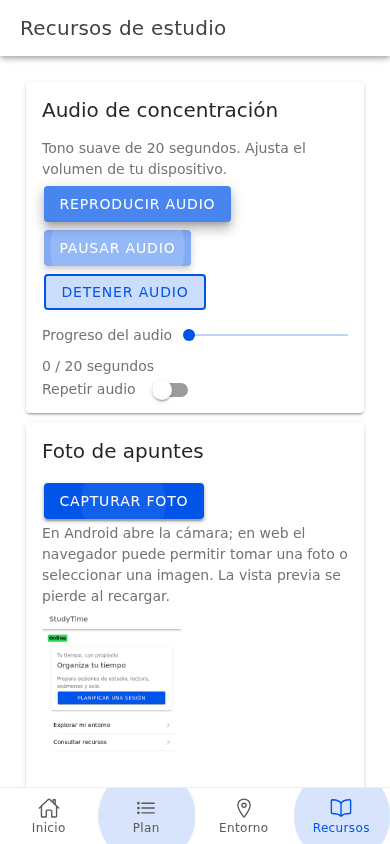 Recursos de estudio
Audio de concentración
Tono suave de 20 segundos. Ajusta el
volumen de tu dispositivo.
REPRODUCIR AUDIO
PAUSAR AUDIO
DETENER AUDIO
Progreso del audio
0 / 20 segundos
Repetir audio
Foto de apuntes
CAPTURAR FOTO
En Android abre la cámara; en web el
navegador puede permitir tomar una foto o
seleccionar una imagen. La vista previa se
pierde al recargar.
StudyTime
Online
Tu tiempo, con propósito
Organiza tu tiempo
Prepara sesiones de estudio, lectura,
exámenes y ocio.
PLANIFICAR UNA SESIÓN
Explorar mi entorno
Consultar recursos
Inicio
Plan
Entorno
Recursos